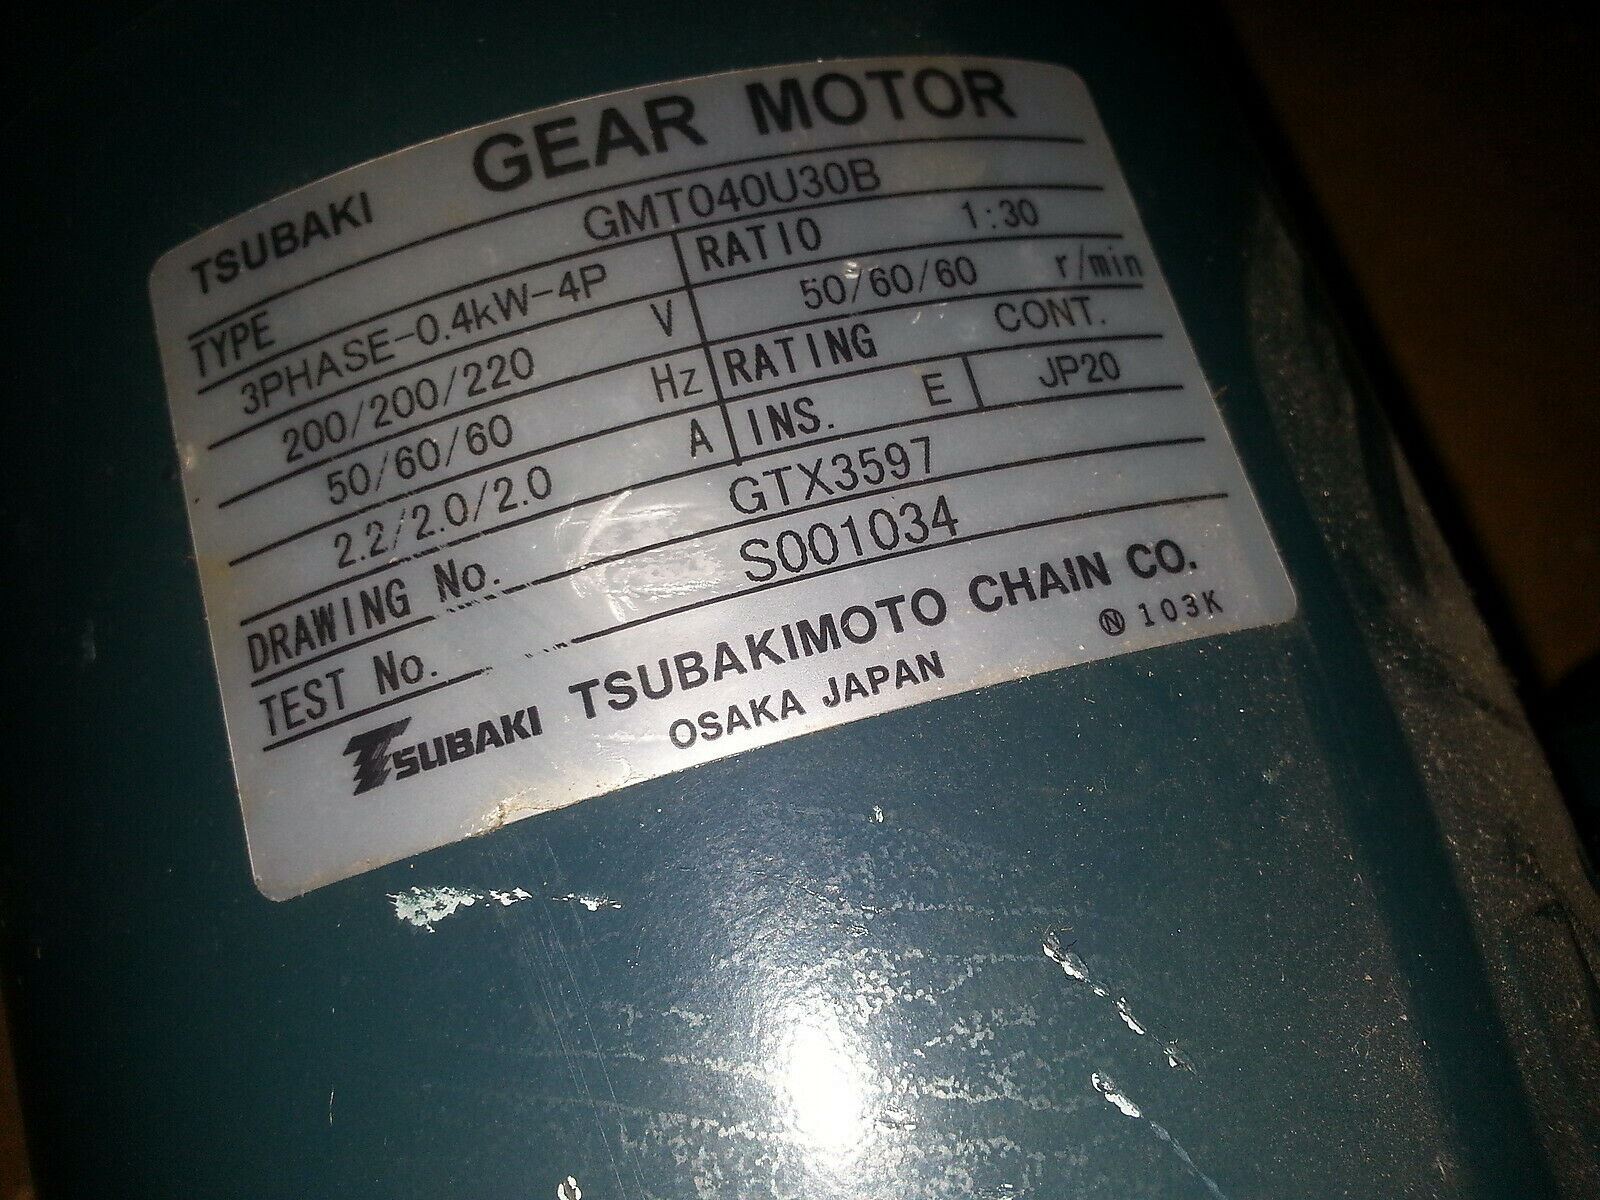 TSUBAKI GEAR MOTOR
TYPE GMT040U30B
3PHASE-0.4kW-4P RATIO 1:30
200/200/220 V 50/60/60 r/min
50/60/60 Hz RATING CONT.
2.2/2.0/2.0 A INS. E JP20
DRAWING No. GTX3597
TEST No. S001034
TSUBAKI TSUBAKIMOTO CHAIN CO.
OSAKA JAPAN Ⓝ 103K